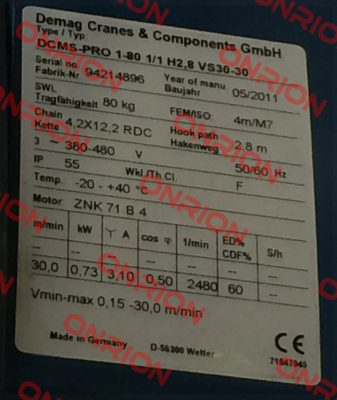 Demag Cranes & Components GmbH
Type / Typ:
DCMS-PRO 1-80 1/1 H2,8 VS30-30
Serial no
Fabrik-Nr 94214896 Year of manu. Baujahr 05/2011
SWL
Tragfähigkeit 80 kg FEM/ISO: 4m/M7
Chain
Kette 4,2X12,2 RDC Hook path Hakenweg 2,8 m
3 ~ 380-480 V 50/60 Hz
IP 55 Wkl./Th.Cl. F
Temp. -20 - +40 °C
Motor ZNK 71 B 4
m/min kW Y A cos φ 1/min ED% CDF% S/h
-- -- -- -- -- -- --
30,0 0,73 3,10 0,50 2480 60 --
Vmin-max 0,15 -30,0 m/min
Made in Germany D-58300 Wetter CE
71547045
ONRION